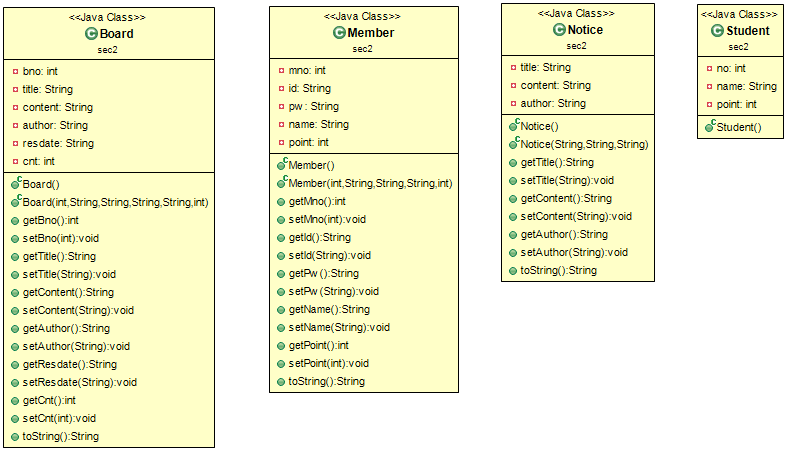 <<Java Class>>
Board
sec2
bno: int
title: String
content: String
author: String
resdate: String
cnt: int
Board()
Board(int,String,String,String,String,int)
getBno():int
setBno(int):void
getTitle():String
setTitle(String):void
getContent():String
setContent(String):void
getAuthor():String
setAuthor(String):void
getResdate():String
setResdate(String):void
getCnt():int
setCnt(int):void
toString():String
<<Java Class>>
Member
sec2
mno: int
id: String
pw: String
name: String
point: int
Member()
Member(int,String,String,String,int)
getMno():int
setMno(int):void
getId():String
setId(String):void
getPw():String
setPw(String):void
getName():String
setName(String):void
getPoint():int
setPoint(int):void
toString():String
<<Java Class>>
Notice
sec2
title: String
content: String
author: String
Notice()
Notice(String,String,String)
getTitle():String
setTitle(String):void
getContent():String
setContent(String):void
getAuthor():String
setAuthor(String):void
toString():String
<<Java Class>>
Student
sec2
no: int
name: String
point: int
Student()